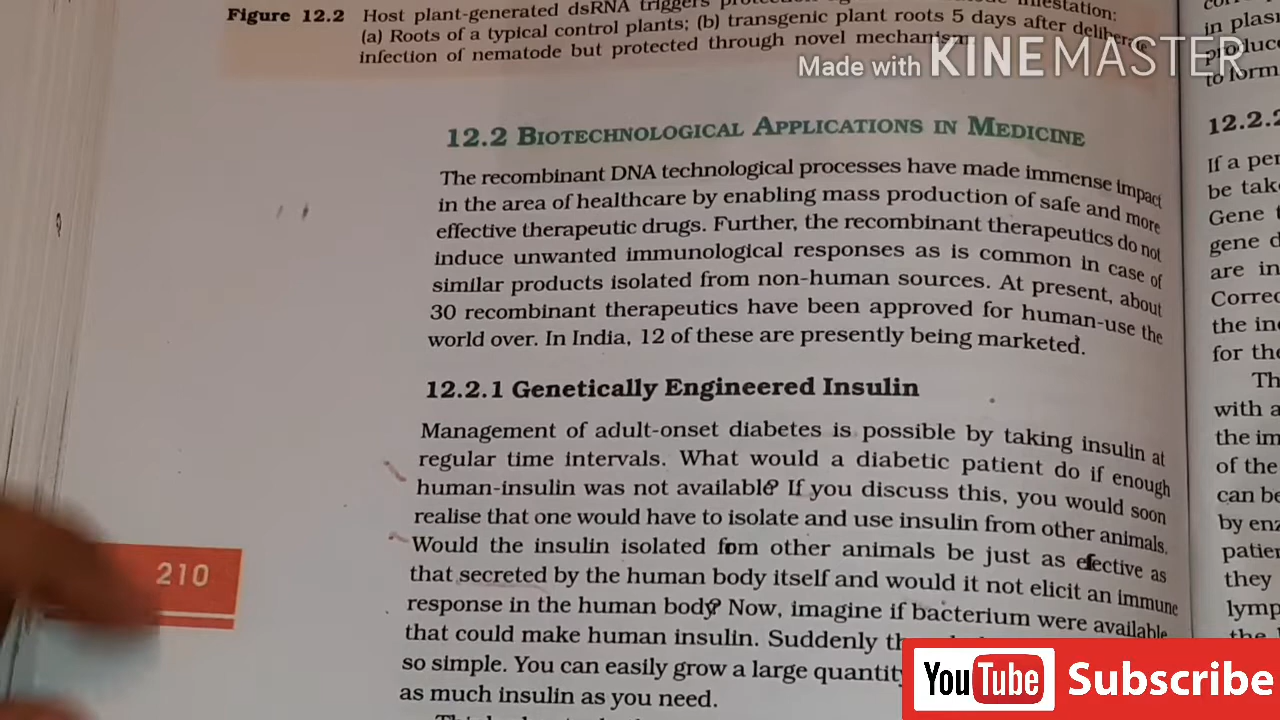 Figure 12.2 Host plant-generated dsRNA triggers
(a) Roots of a typical control plants; (b) transgenic plant roots 5 days after deliberate
infection of nematode but protected through novel mechanism
Made with KINEMASTER
12.2 BIOTECHNOLOGICAL APPLICATIONS IN MEDICINE
The recombinant DNA technological processes have made immense impact
in the area of healthcare by enabling mass production of safe and more
effective therapeutic drugs. Further, the recombinant therapeutics do not
induce unwanted immunological responses as is common in case of
similar products isolated from non-human sources. At present, about
30 recombinant therapeutics have been approved for human-use the
world over. In India, 12 of these are presently being marketed.
12.2.1 Genetically Engineered Insulin
Management of adult-onset diabetes is possible by taking insulin at
regular time intervals. What would a diabetic patient do if enough
human-insulin was not available? If you discuss this, you would soon
realise that one would have to isolate and use insulin from other animals.
Would the insulin isolated fom other animals be just as efective as
that secreted by the human body itself and would it not elicit an immune
response in the human body? Now, imagine if bacterium were available
that could make human insulin. Suddenly
so simple. You can easily grow a large quantity
as much insulin as you need.
210
in
to form
12.2.2
If a
be
Gene
gene
are in
the
for the
with a
the
of the
can be
by
they
YouTube Subscribe